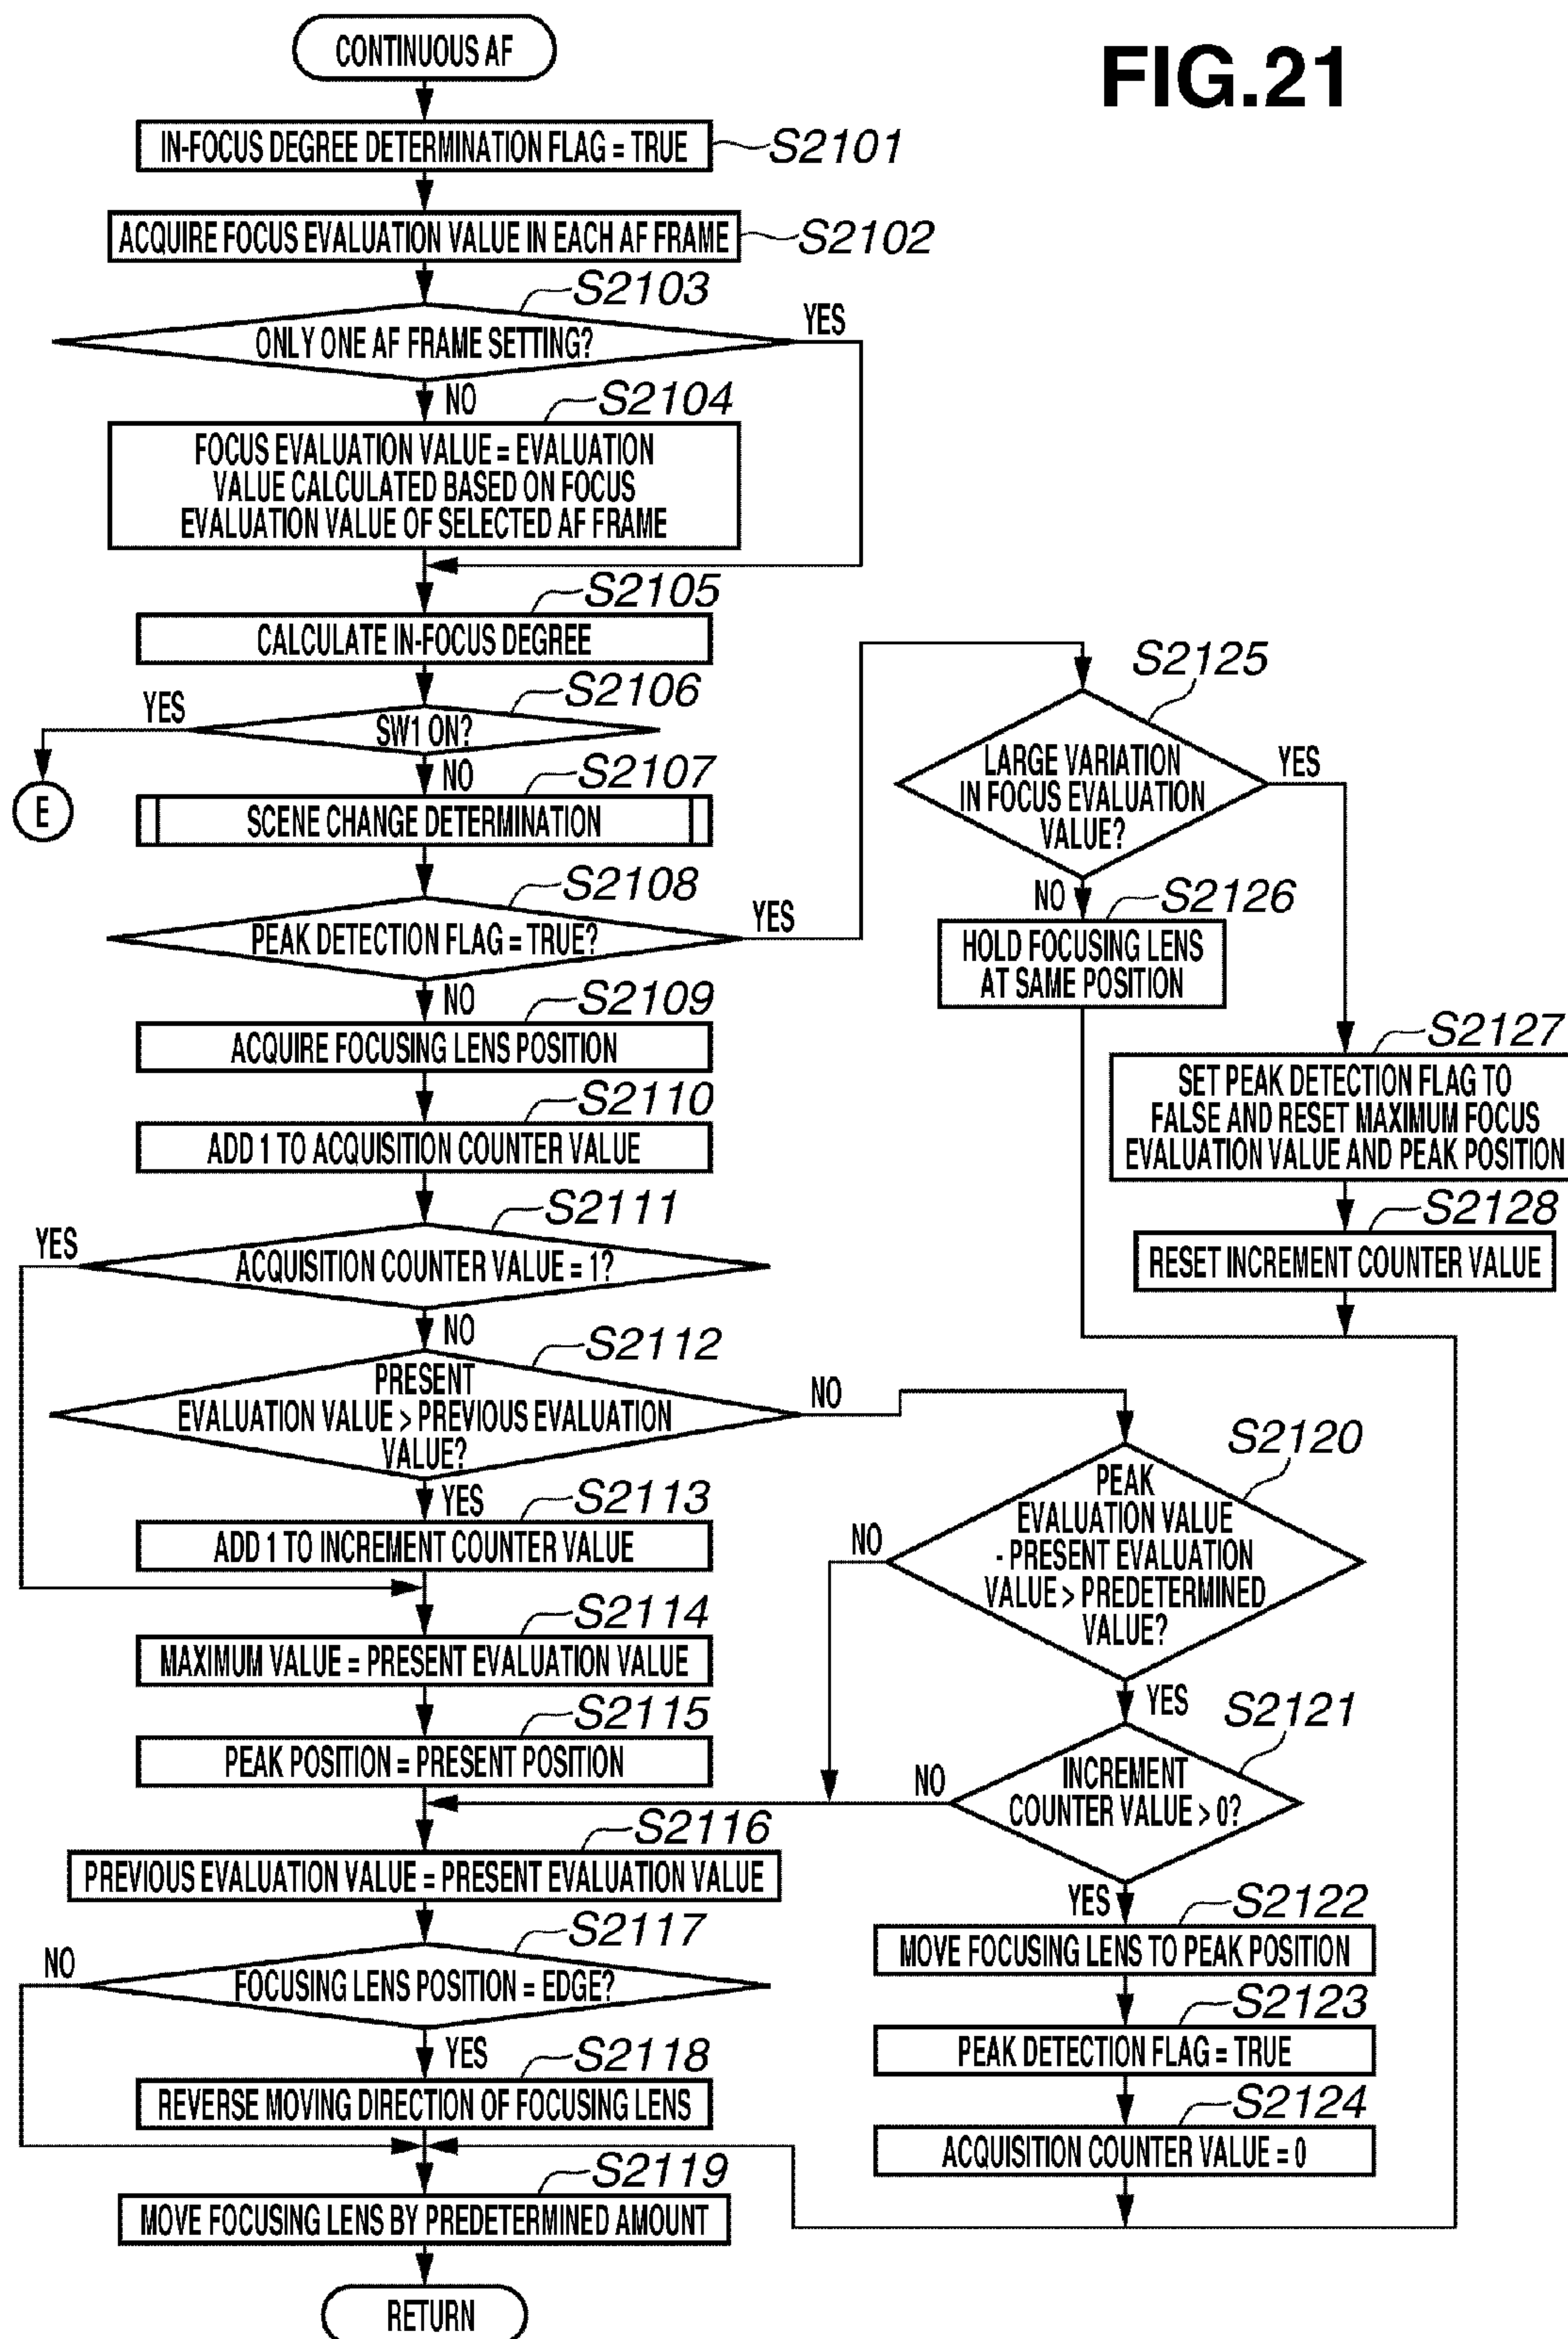 CONTINUOUS AF
FIG.21
IN-FOCUS DEGREE DETERMINATION FLAG = TRUE
S2101
ACQUIRE FOCUS EVALUATION VALUE IN EACH AF FRAME
S2102
S2103
ONLY ONE AF FRAME SETTING?
YES
NO
S2104
FOCUS EVALUATION VALUE = EVALUATION
VALUE CALCULATED BASED ON FOCUS
EVALUATION VALUE OF SELECTED AF FRAME
S2105
CALCULATE IN-FOCUS DEGREE
S2106
YES
SW1 ON?
E
NO
S2107
SCENE CHANGE DETERMINATION
S2108
PEAK DETECTION FLAG = TRUE?
YES
NO
S2109
ACQUIRE FOCUSING LENS POSITION
S2110
ADD 1 TO ACQUISITION COUNTER VALUE
S2111
YES
ACQUISITION COUNTER VALUE = 1?
NO
S2112
PRESENT
EVALUATION VALUE > PREVIOUS EVALUATION
VALUE?
NO
YES
S2113
ADD 1 TO INCREMENT COUNTER VALUE
S2114
MAXIMUM VALUE = PRESENT EVALUATION VALUE
S2115
PEAK POSITION = PRESENT POSITION
S2116
PREVIOUS EVALUATION VALUE = PRESENT EVALUATION VALUE
S2117
NO
FOCUSING LENS POSITION = EDGE?
YES
S2118
REVERSE MOVING DIRECTION OF FOCUSING LENS
S2119
MOVE FOCUSING LENS BY PREDETERMINED AMOUNT
RETURN
S2125
LARGE VARIATION
IN FOCUS EVALUATION
VALUE?
YES
NO
S2126
HOLD FOCUSING LENS
AT SAME POSITION
S2127
SET PEAK DETECTION FLAG TO
FALSE AND RESET MAXIMUM FOCUS
EVALUATION VALUE AND PEAK POSITION
S2128
RESET INCREMENT COUNTER VALUE
S2120
PEAK
EVALUATION VALUE
- PRESENT EVALUATION
VALUE > PREDETERMINED
VALUE?
NO
YES
S2121
INCREMENT
COUNTER VALUE > 0?
NO
YES
S2122
MOVE FOCUSING LENS TO PEAK POSITION
S2123
PEAK DETECTION FLAG = TRUE
S2124
ACQUISITION COUNTER VALUE = 0